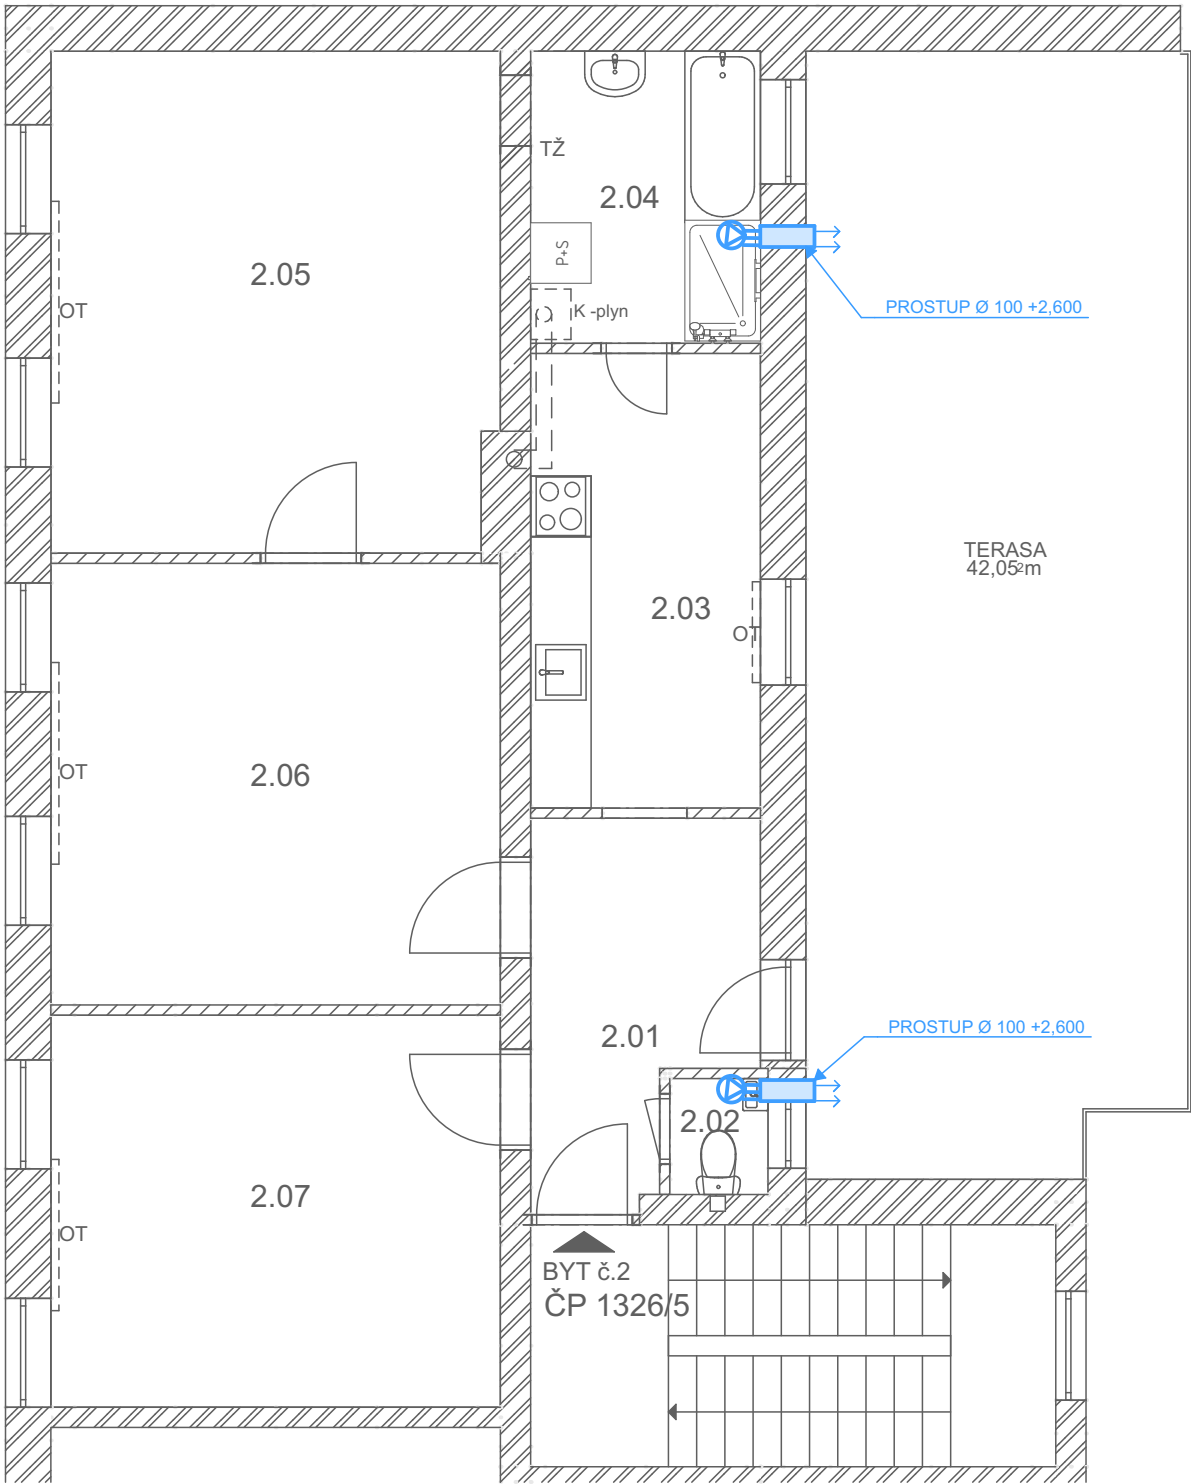 TŽ
2.04
P+S
2.05
OT
K -plyn
PROSTUP Ø 100 +2,600
TERASA
42,05²m
2.03
OT
2.06
OT
2.01
PROSTUP Ø 100 +2,600
2.02
2.07
OT
BYT č.2
ČP 1326/5